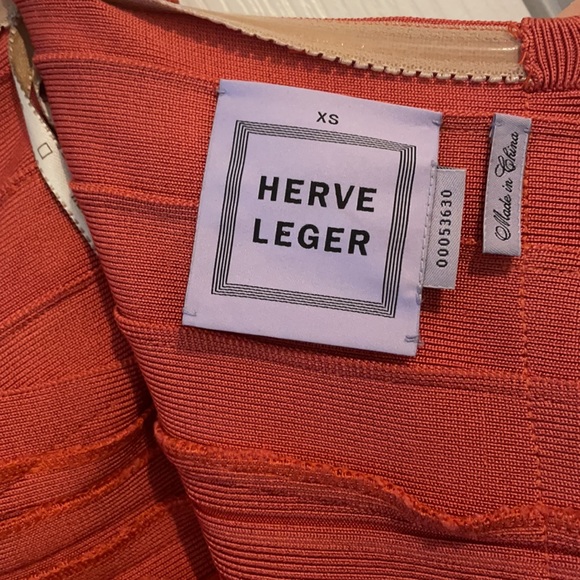 XS
HERVE
LEGER
00053630
Made in China